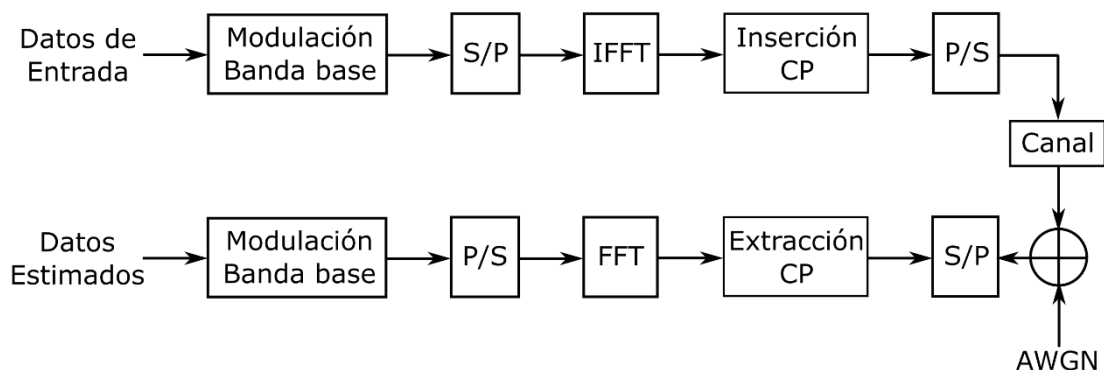 Datos de
Entrada
Modulación
Banda base
S/P
IFFT
Inserción
CP
P/S
Canal
Datos
Estimados
Modulación
Banda base
P/S
FFT
Extracción
CP
S/P
AWGN